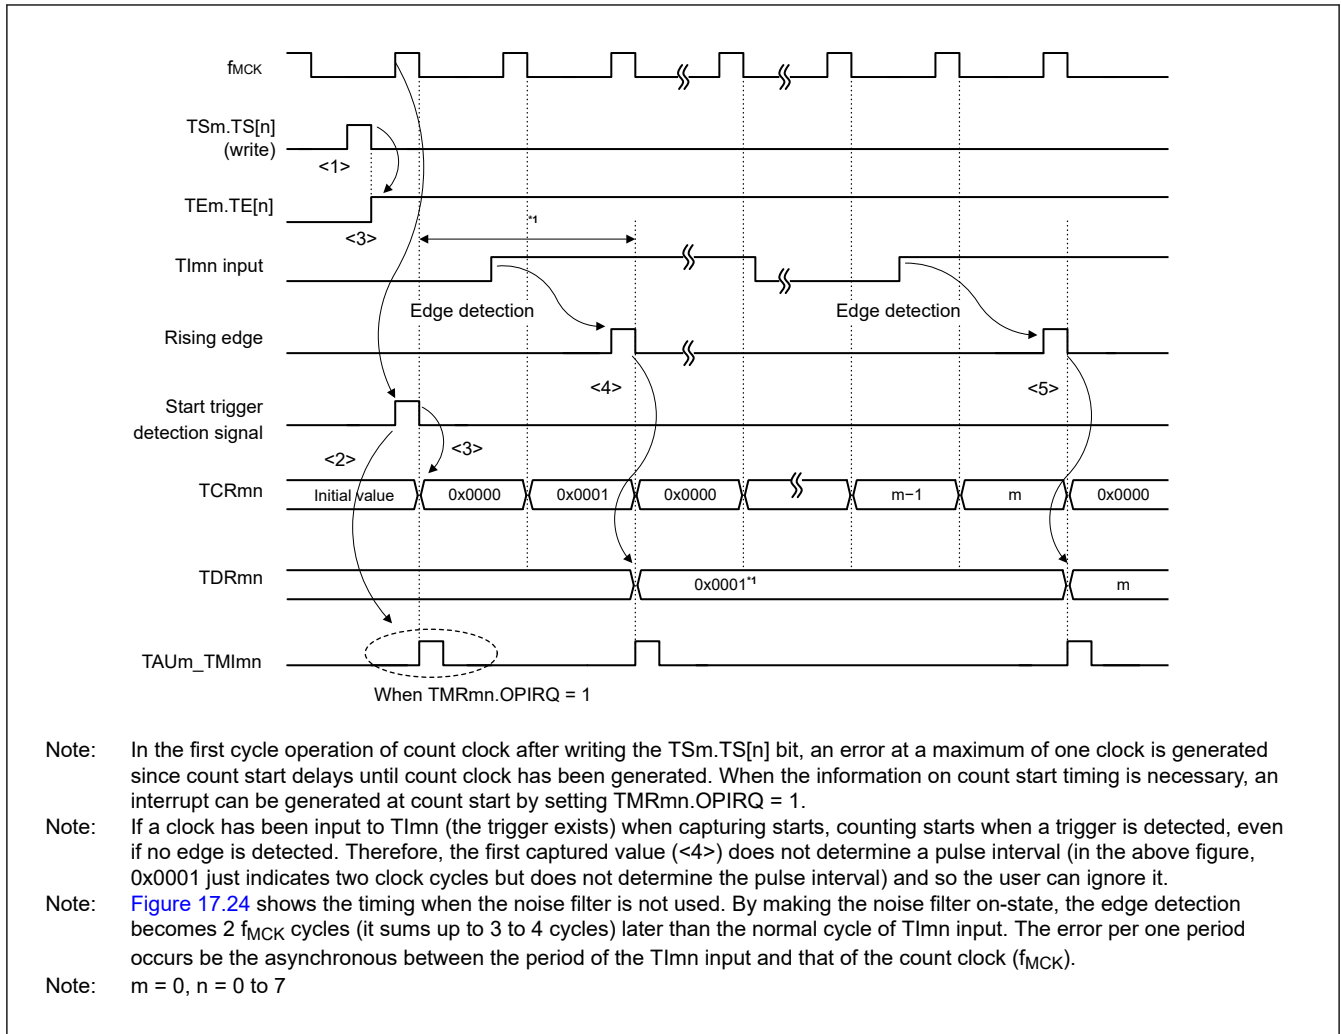 fMCK
TSm.TS[n]
(write)
<1>
TEm.TE[n]
<3>
*1
TImn input
Edge detection
Edge detection
Rising edge
<4>
<5>
Start trigger
detection signal
<2>
<3>
TCRmn
Initial value
0x0000
0x0001
0x0000
m−1
m
0x0000
TDRmn
0x0001*1
m
TAUm_TMImn
When TMRmn.OPIRQ = 1
Note: In the first cycle operation of count clock after writing the TSm.TS[n] bit, an error at a maximum of one clock is generated
since count start delays until count clock has been generated. When the information on count start timing is necessary, an
interrupt can be generated at count start by setting TMRmn.OPIRQ = 1.
Note: If a clock has been input to TImn (the trigger exists) when capturing starts, counting starts when a trigger is detected, even
if no edge is detected. Therefore, the first captured value (<4>) does not determine a pulse interval (in the above figure,
0x0001 just indicates two clock cycles but does not determine the pulse interval) and so the user can ignore it.
Note: Figure 17.24 shows the timing when the noise filter is not used. By making the noise filter on-state, the edge detection
becomes 2 fMCK cycles (it sums up to 3 to 4 cycles) later than the normal cycle of TImn input. The error per one period
occurs be the asynchronous between the period of the TImn input and that of the count clock (fMCK).
Note: m = 0, n = 0 to 7